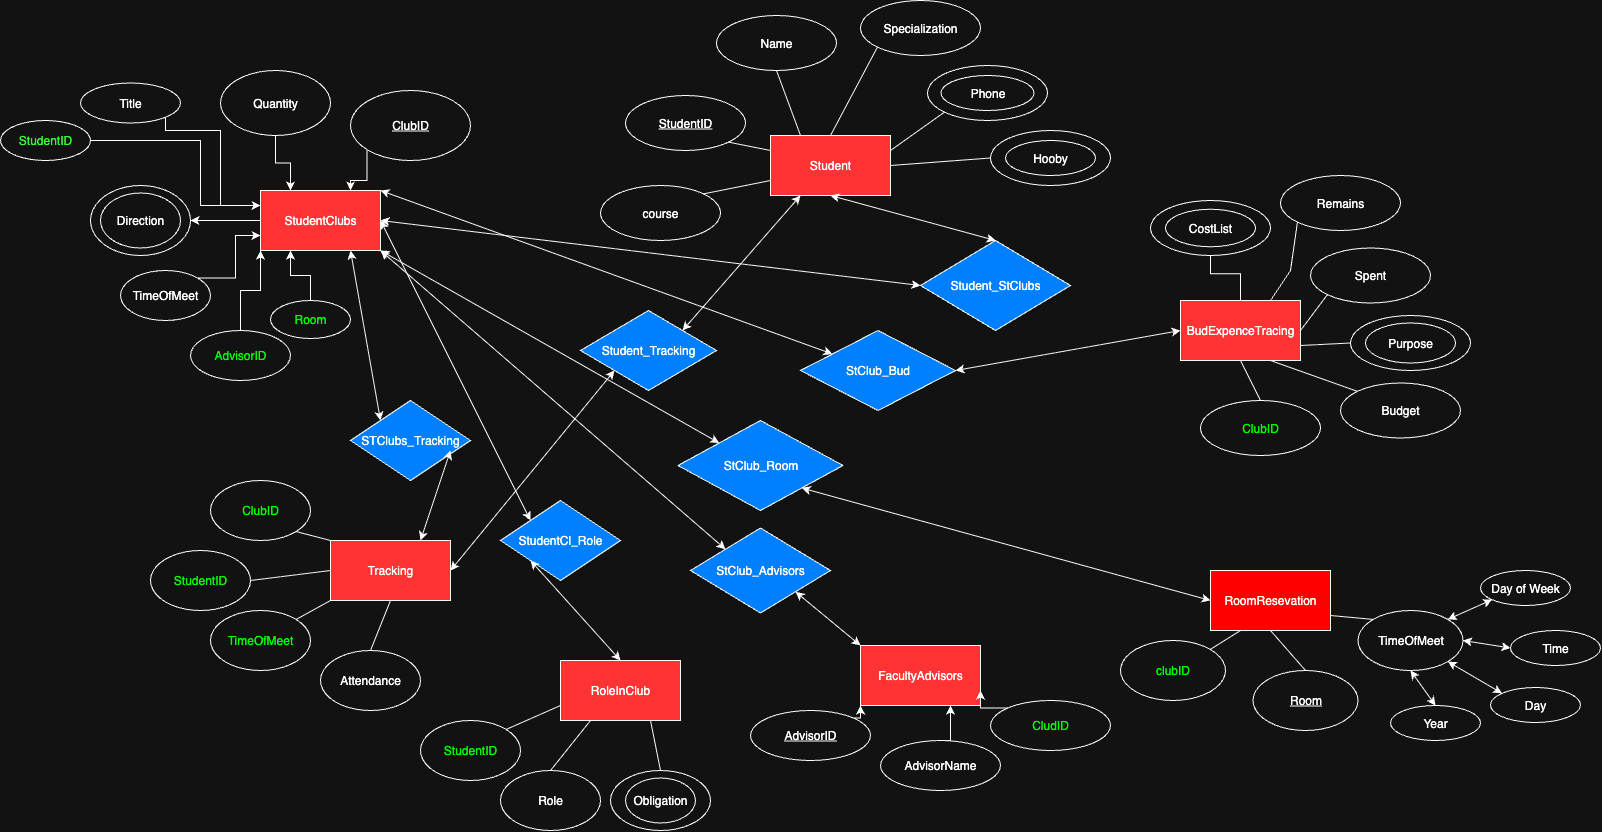 Name
Specialization
Title
Quantity
ClubID
StudentID
Phone
StudentID
Hooby
Student
course
Direction
StudentClubs
TimeOfMeet
Room
AdvisorID
CostList
Remains
Spent
BudExpenceTracing
Purpose
Budget
ClubID
Student_StClubs
Student_Tracking
StClub_Bud
STClubs_Tracking
StClub_Room
StudentCl_Role
StClub_Advisors
ClubID
Tracking
StudentID
TimeOfMeet
Attendance
RoomResevation
Day of Week
TimeOfMeet
Time
clubID
Room
Day
Year
RoleInClub
FacultyAdvisors
StudentID
Role
Obligation
AdvisorID
AdvisorName
CludID